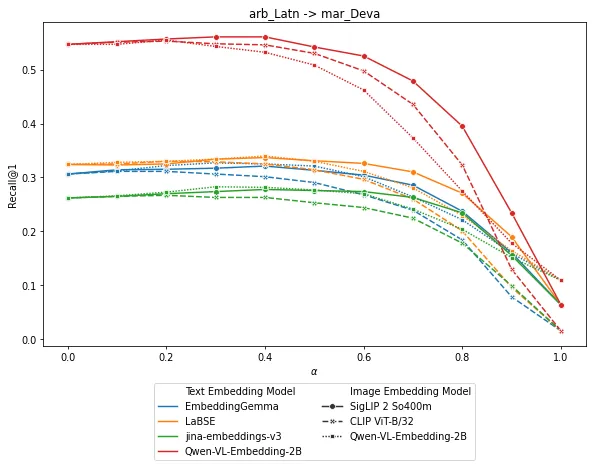 arb_Latn -> mar_Deva
Recall@1
0.5
0.4
0.3
0.2
0.1
0.0
0.0 0.2 0.4 0.6 0.8 1.0
α
Text Embedding Model Image Embedding Model
EmbeddingGemma SigLIP 2 So400m
LaBSE CLIP ViT-B/32
jina-embeddings-v3 Qwen-VL-Embedding-2B
Qwen-VL-Embedding-2B